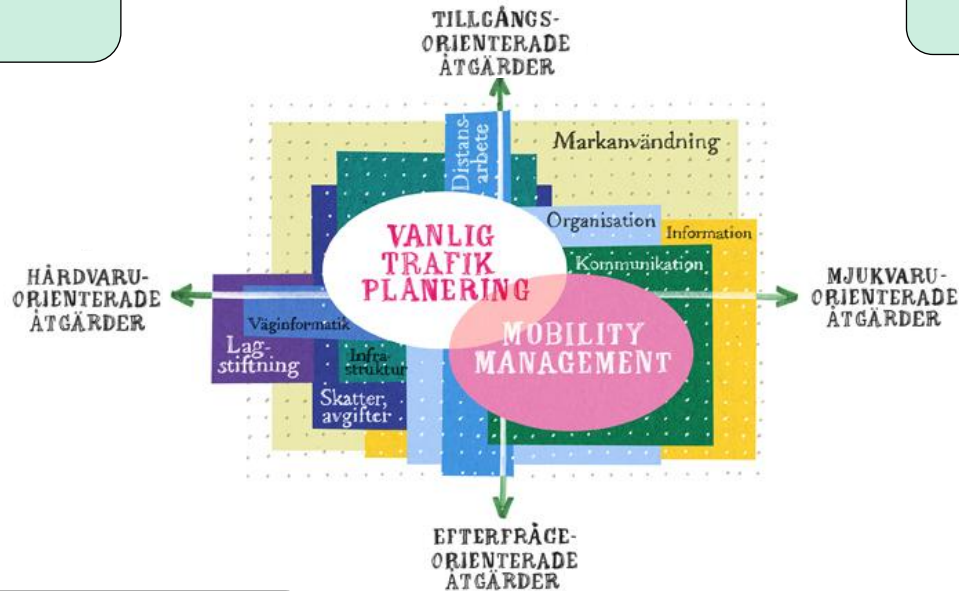 TILLGÅNGS-
ORIENTERADE
ÅTGÄRDER
Distans-
arbete
Markanvändning
Organisation
Information
Kommunikation
VANLIG
TRAFIK
PLANERING
HÅRDVARU-
ORIENTERADE
ÅTGÄRDER
MJUKVARU-
ORIENTERADE
ÅTGÄRDER
Väginformatik
MOBILITY
MANAGEMENT
Lag-
stiftning
Infra-
struktur
Skatter,
avgifter
EFTERFRÅGE-
ORIENTERADE
ÅTGÄRDER